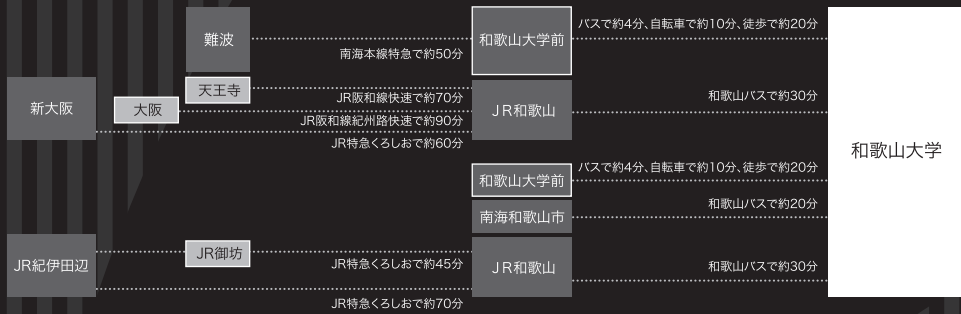 難波
南海本線特急で約50分
和歌山大学前
バスで約4分、自転車で約10分、徒歩で約20分
新大阪
大阪
天王寺
JR阪和線快速で約70分
JR阪和線紀州路快速で約90分
JR特急くろしおで約60分
JR和歌山
和歌山バスで約30分
和歌山大学
和歌山大学前
バスで約4分、自転車で約10分、徒歩で約20分
南海和歌山市
和歌山バスで約20分
JR紀伊田辺
JR御坊
JR特急くろしおで約45分
JR特急くろしおで約70分
JR和歌山
和歌山バスで約30分